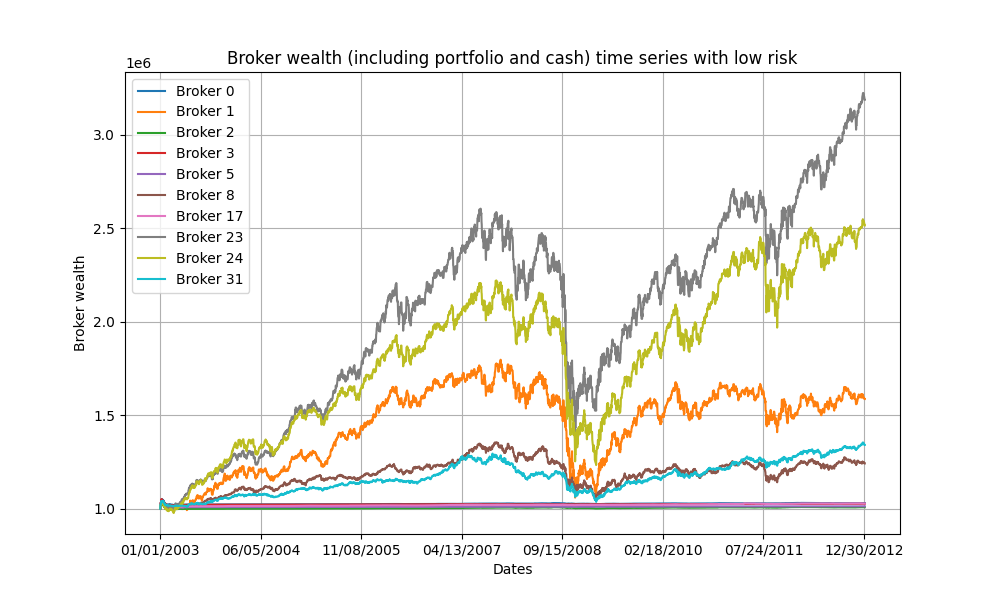 Broker wealth (including portfolio and cash) time series with low risk
1e6
Broker 0
Broker 1
Broker 2
Broker 3
Broker 5
Broker 8
Broker 17
Broker 23
Broker 24
Broker 31
3.0
2.5
2.0
1.5
1.0
Broker wealth
01/01/2003 06/05/2004 11/08/2005 04/13/2007 09/15/2008 02/18/2010 07/24/2011 12/30/2012
Dates